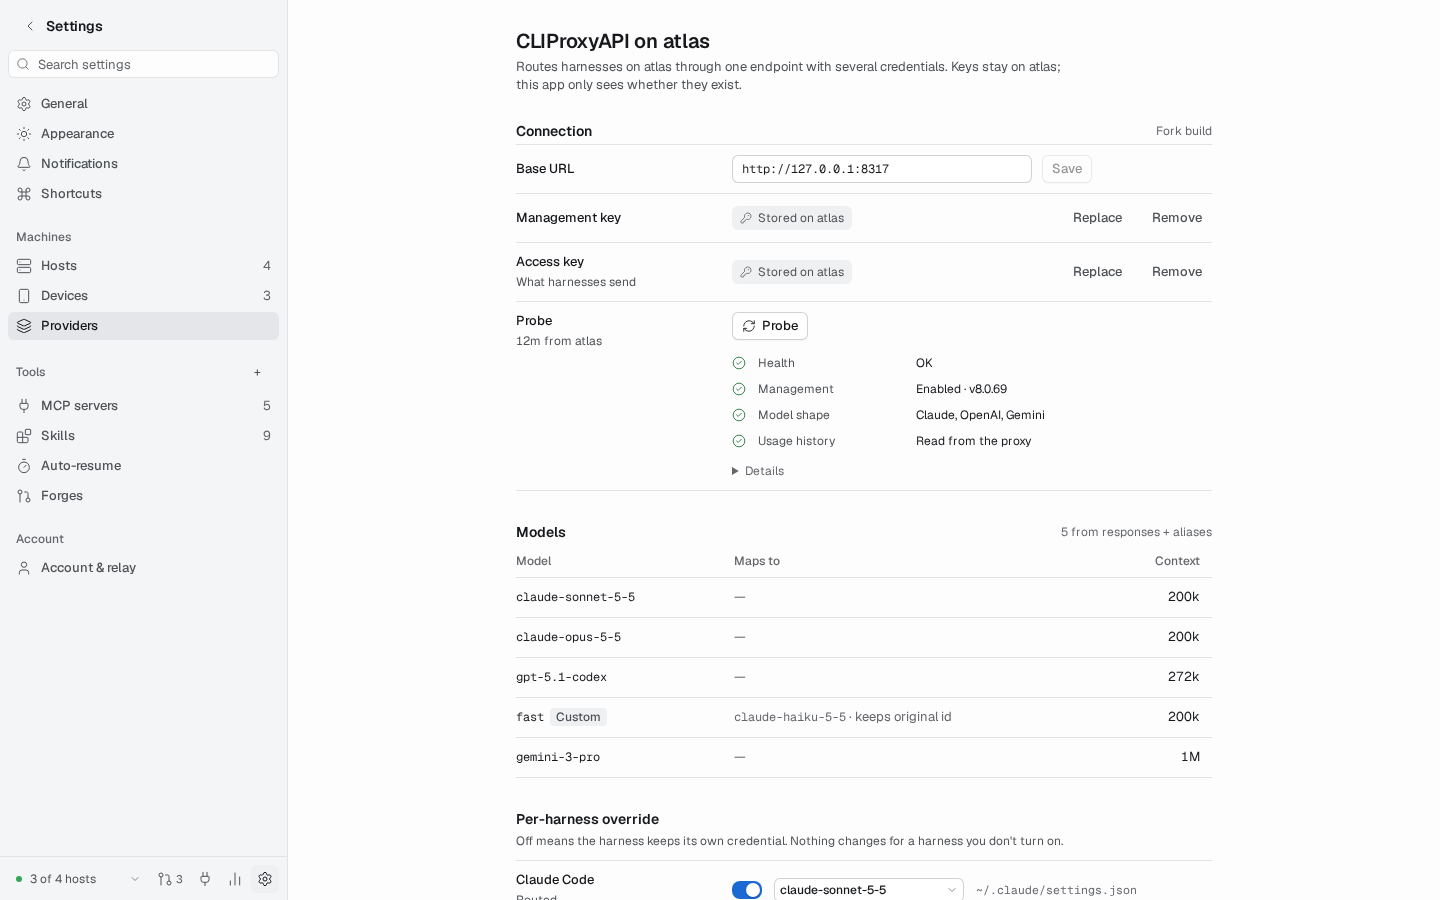 Settings
Search settings
General
Appearance
Notifications
Shortcuts
Machines
Hosts 4
Devices 3
Providers
Tools +
MCP servers 5
Skills 9
Auto-resume
Forges
Account
Account & relay
3 of 4 hosts 3
CLIProxyAPI on atlas
Routes harnesses on atlas through one endpoint with several credentials. Keys stay on atlas;
this app only sees whether they exist.
Connection Fork build
Base URL http://127.0.0.1:8317 Save
Management key Stored on atlas Replace Remove
Access key
What harnesses send
Stored on atlas Replace Remove
Probe
12m from atlas
Probe
Health OK
Management Enabled · v8.0.69
Model shape Claude, OpenAI, Gemini
Usage history Read from the proxy
Details
Models 5 from responses + aliases
Model Maps to Context
claude-sonnet-5-5 — 200k
claude-opus-5-5 — 200k
gpt-5.1-codex — 272k
fast Custom claude-haiku-5-5 · keeps original id 200k
gemini-3-pro — 1M
Per-harness override
Off means the harness keeps its own credential. Nothing changes for a harness you don't turn on.
Claude Code
Routed
claude-sonnet-5-5 ~/.claude/settings.json